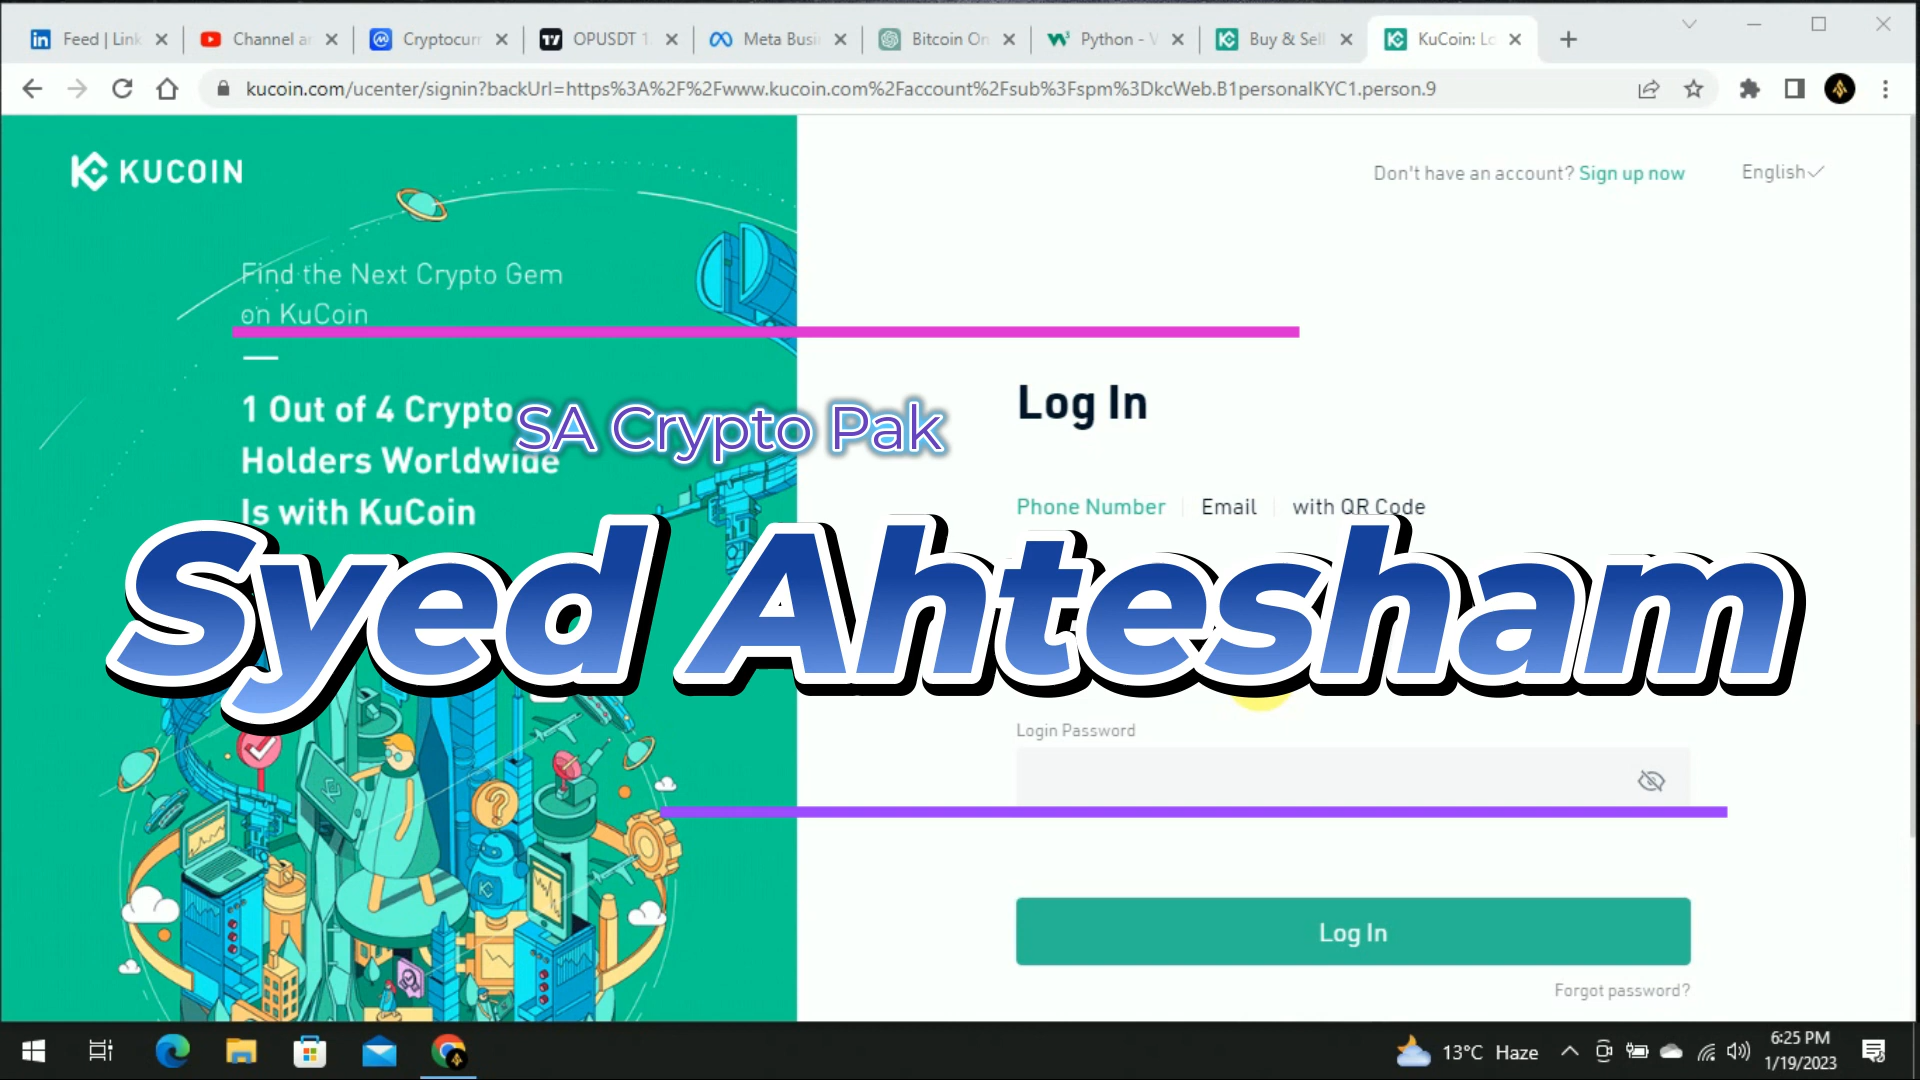 Feed | Link
Channel a
Cryptocurr
OPUSDT 1.
Meta Busi
Bitcoin On
Python - V
Buy & Sell
KuCoin: Lo
kucoin.com/ucenter/signin?backUrl=https%3A%2F%2Fwww.kucoin.com%2Faccount%2Fsub%3Fspm%3DkcWeb.B1personalKYC1.person.9
KUCOIN
Don't have an account? Sign up now
English
Find the Next Crypto Gem
on KuCoin
1 Out of 4 Crypto
Holders Worldwide
Is with KuCoin
SA Crypto Pak
Log In
Phone Number
Email
with QR Code
Syed Ahtesham
Login Password
Log In
Forgot password?
13°C Haze
6:25 PM
1/19/2023